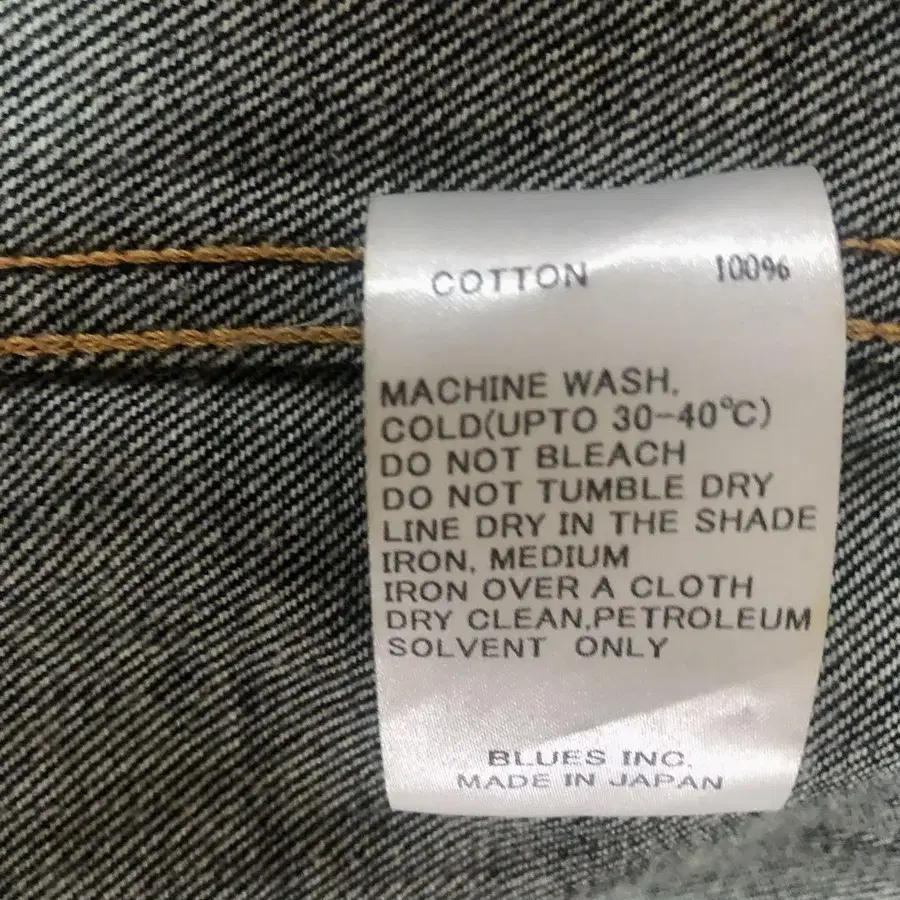 COTTON 100%
MACHINE WASH.
COLD(UPTO 30-40°C)
DO NOT BLEACH
DO NOT TUMBLE DRY
LINE DRY IN THE SHADE
IRON, MEDIUM
IRON OVER A CLOTH
DRY CLEAN,PETROLEUM
SOLVENT ONLY
BLUES INC.
MADE IN JAPAN